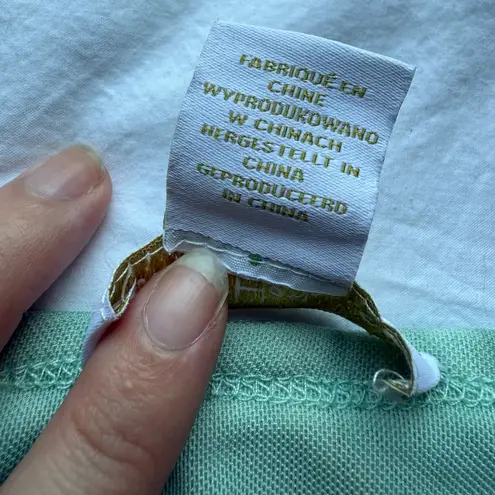 FABRIQUÉ EN
CHINE
WYPRODUKOWANO
W CHINACH
HERGESTELLT IN
CHINA
GEPRODUCEERD
IN CHINA